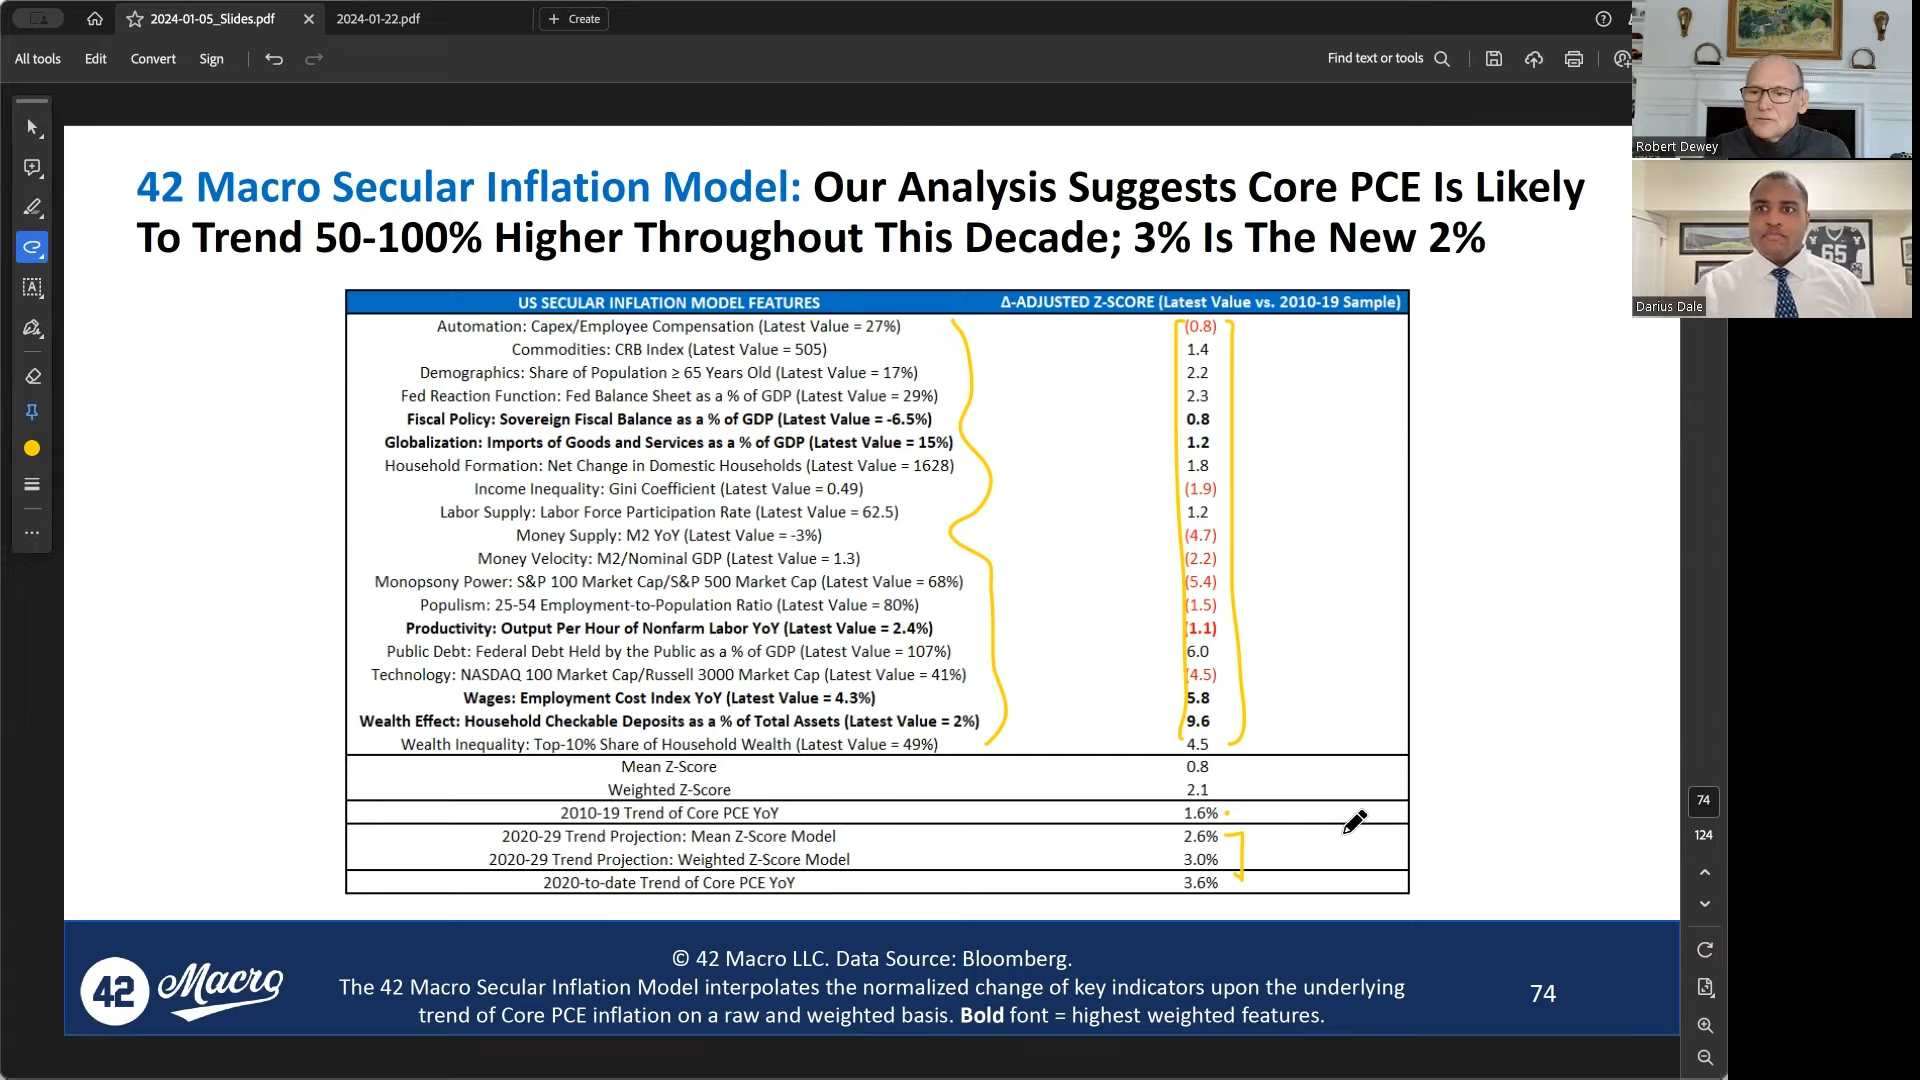 2024-01-05_Slides.pdf
2024-01-22.pdf
Create
All tools
Edit
Convert
Sign
Find text or tools
Robert Dewey
Darius Dale
65
42 Macro Secular Inflation Model: Our Analysis Suggests Core PCE Is Likely
To Trend 50-100% Higher Throughout This Decade; 3% Is The New 2%
US SECULAR INFLATION MODEL FEATURES Δ-ADJUSTED Z-SCORE (Latest Value vs. 2010-19 Sample)
Automation: Capex/Employee Compensation (Latest Value = 27%) (0.8)
Commodities: CRB Index (Latest Value = 505) 1.4
Demographics: Share of Population ≥ 65 Years Old (Latest Value = 17%) 2.2
Fed Reaction Function: Fed Balance Sheet as a % of GDP (Latest Value = 29%) 2.3
Fiscal Policy: Sovereign Fiscal Balance as a % of GDP (Latest Value = -6.5%) 0.8
Globalization: Imports of Goods and Services as a % of GDP (Latest Value = 15%) 1.2
Household Formation: Net Change in Domestic Households (Latest Value = 1628) 1.8
Income Inequality: Gini Coefficient (Latest Value = 0.49) (1.9)
Labor Supply: Labor Force Participation Rate (Latest Value = 62.5) 1.2
Money Supply: M2 YoY (Latest Value = -3%) (4.7)
Money Velocity: M2/Nominal GDP (Latest Value = 1.3) (2.2)
Monopsony Power: S&P 100 Market Cap/S&P 500 Market Cap (Latest Value = 68%) (5.4)
Populism: 25-54 Employment-to-Population Ratio (Latest Value = 80%) (1.5)
Productivity: Output Per Hour of Nonfarm Labor YoY (Latest Value = 2.4%) (1.1)
Public Debt: Federal Debt Held by the Public as a % of GDP (Latest Value = 107%) 6.0
Technology: NASDAQ 100 Market Cap/Russell 3000 Market Cap (Latest Value = 41%) (4.5)
Wages: Employment Cost Index YoY (Latest Value = 4.3%) 5.8
Wealth Effect: Household Checkable Deposits as a % of Total Assets (Latest Value = 2%) 9.6
Wealth Inequality: Top-10% Share of Household Wealth (Latest Value = 49%) 4.5
Mean Z-Score 0.8
Weighted Z-Score 2.1
2010-19 Trend of Core PCE YoY 1.6%
2020-29 Trend Projection: Mean Z-Score Model 2.6%
2020-29 Trend Projection: Weighted Z-Score Model 3.0%
2020-to-date Trend of Core PCE YoY 3.6%
74
124
42 Macro
© 42 Macro LLC. Data Source: Bloomberg.
The 42 Macro Secular Inflation Model interpolates the normalized change of key indicators upon the underlying
trend of Core PCE inflation on a raw and weighted basis. Bold font = highest weighted features.
74